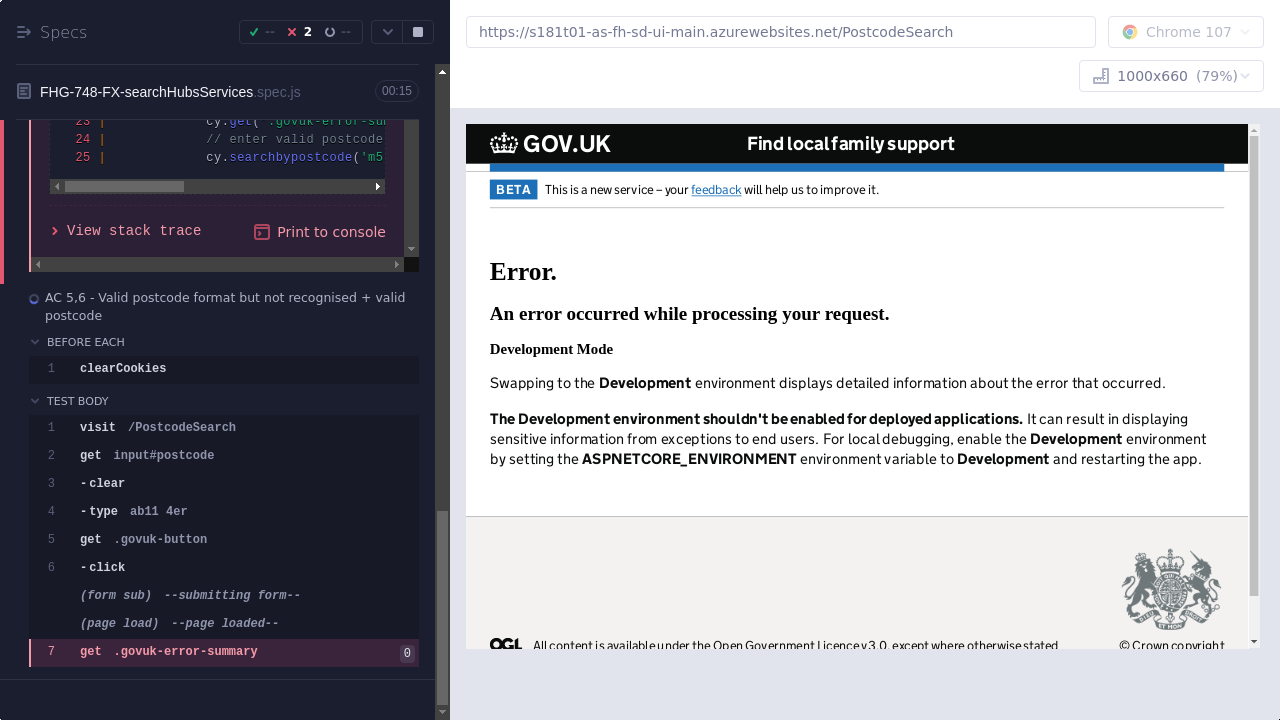 Specs
--
2
--
https://s181t01-as-fh-sd-ui-main.azurewebsites.net/PostcodeSearch
Chrome 107
1000x660 (79%)
FHG-748-FX-searchHubsServices.spec.js
00:15
23 | cy.get(".govuk-error-sum
24 | // enter valid postcode
25 | cy.searchbypostcode('m5
View stack trace
Print to console
AC 5,6 - Valid postcode format but not recognised + valid
postcode
BEFORE EACH
1 clearCookies
TEST BODY
1 visit /PostcodeSearch
2 get input#postcode
3 -clear
4 -type ab11 4er
5 get .govuk-button
6 -click
(form sub) --submitting form--
(page load) --page loaded--
7 get .govuk-error-summary 0
GOV.UK
Find local family support
BETA
This is a new service – your feedback will help us to improve it.
Error.
An error occurred while processing your request.
Development Mode
Swapping to the Development environment displays detailed information about the error that occurred.
The Development environment shouldn't be enabled for deployed applications. It can result in displaying
sensitive information from exceptions to end users. For local debugging, enable the Development environment
by setting the ASPNETCORE_ENVIRONMENT environment variable to Development and restarting the app.
OGL
All content is available under the Open Government Licence v3.0, except where otherwise stated
© Crown copyright